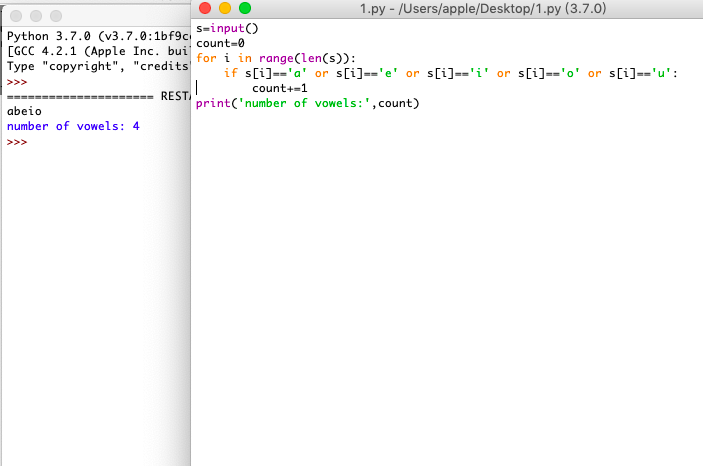 Python 3.7.0 (v3.7.0:1bf9cc
[GCC 4.2.1 (Apple Inc. buil
Type "copyright", "credits"
>>>
===================== RESTA
abeio
number of vowels: 4
>>>
1.py - /Users/apple/Desktop/1.py (3.7.0)
s=input()
count=0
for i in range(len(s)):
    if s[i]=='a' or s[i]=='e' or s[i]=='i' or s[i]=='o' or s[i]=='u':
        count+=1
print('number of vowels:',count)